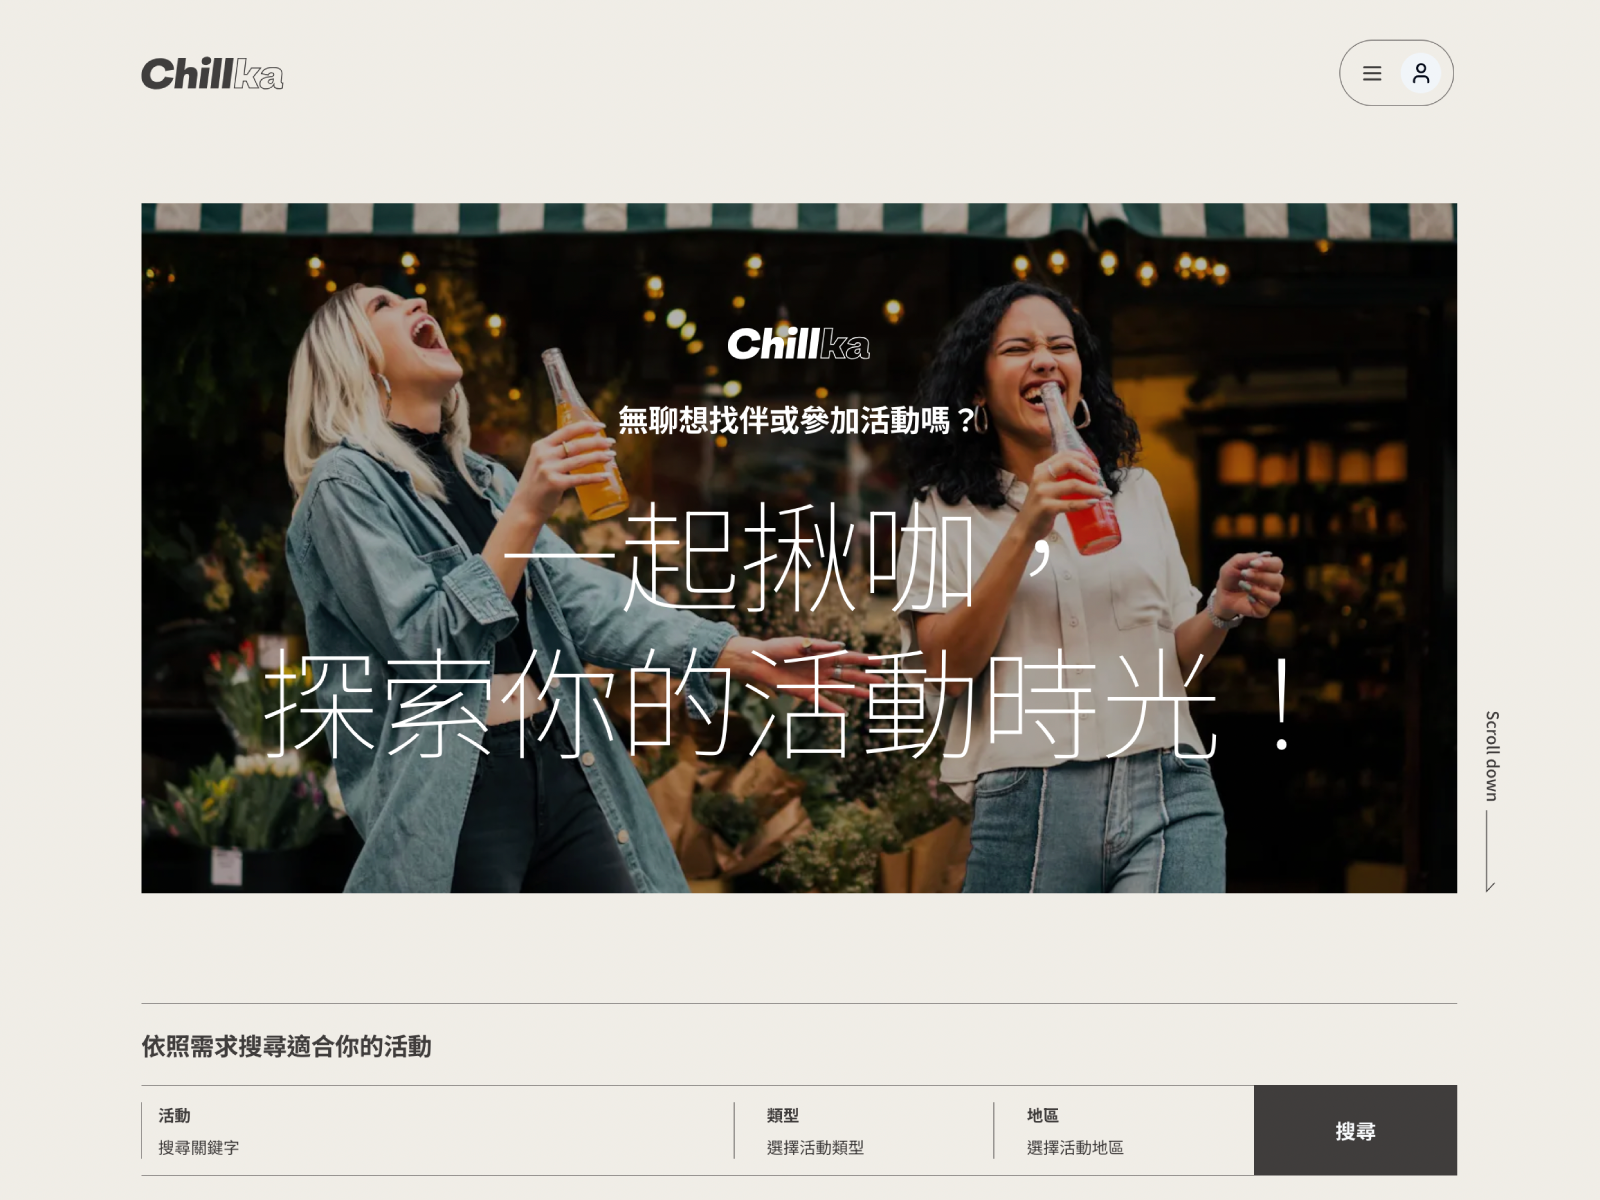 Chillka
Chillka
無聊想找伴或參加活動嗎？
一起揪咖，
探索你的活動時光！
Scroll down
依照需求搜尋適合你的活動
活動
搜尋關鍵字
類型
選擇活動類型
地區
選擇活動地區
搜尋